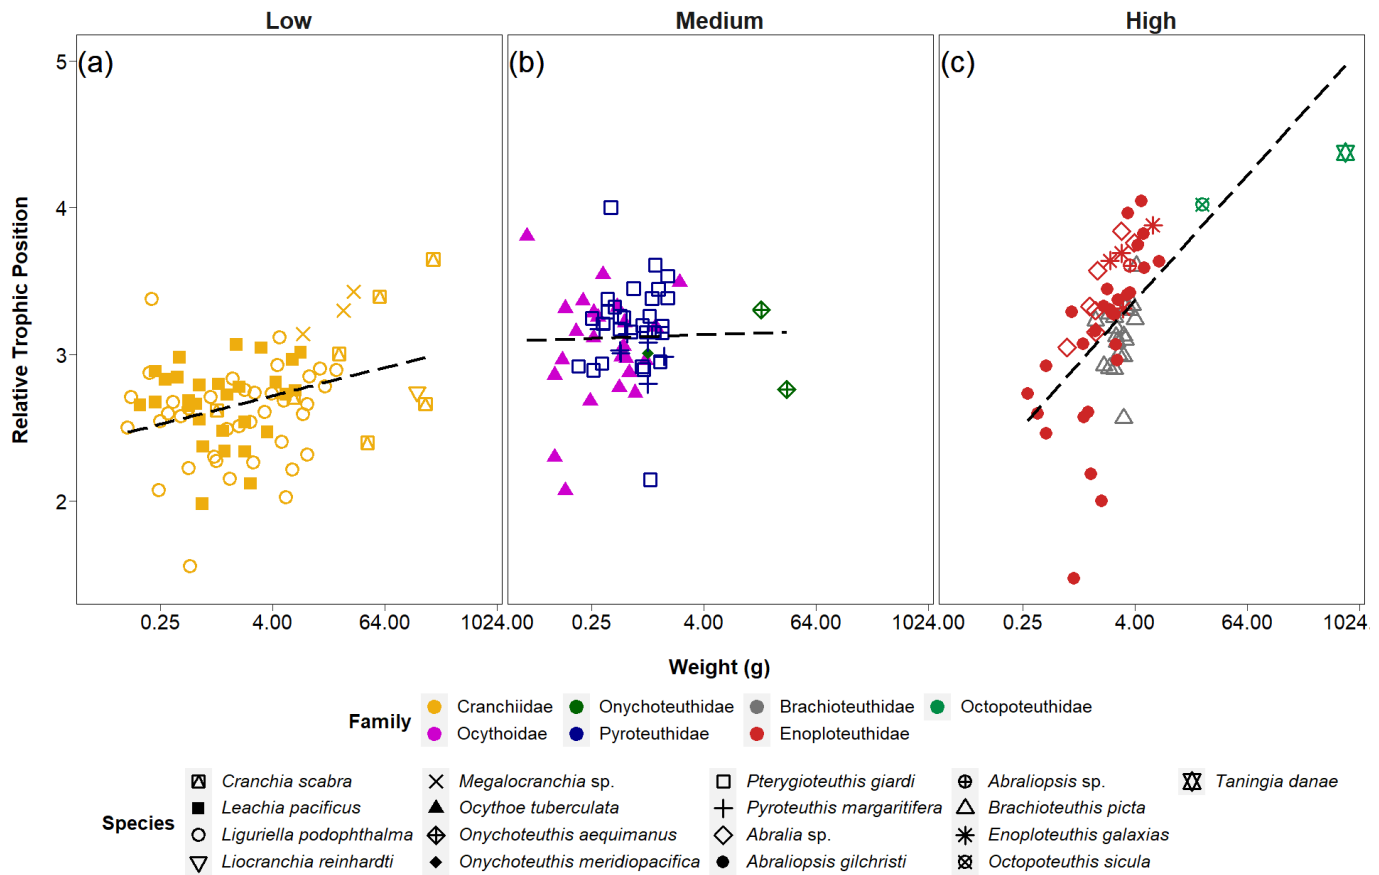 Low Medium High
(a) (b) (c)
5
4
3
2
Relative Trophic Position
0.25 4.00 64.00 1024.00 0.25 4.00 64.00 1024.00 0.25 4.00 64.00 1024.
Weight (g)
Family
Cranchiidae Onychoteuthidae Brachioteuthidae Octopoteuthidae
Ocythoidae Pyroteuthidae Enoploteuthidae
Species
Cranchia scabra Megalocranchia sp. Pterygioteuthis giardi Abraliopsis sp. Taningia danae
Leachia pacificus Ocythoe tuberculata Pyroteuthis margaritifera Brachioteuthis picta
Liguriella podophthalma Onychoteuthis aequimanus Abralia sp. Enoploteuthis galaxias
Liocranchia reinhardti Onychoteuthis meridiopacifica Abraliopsis gilchristi Octopoteuthis sicula